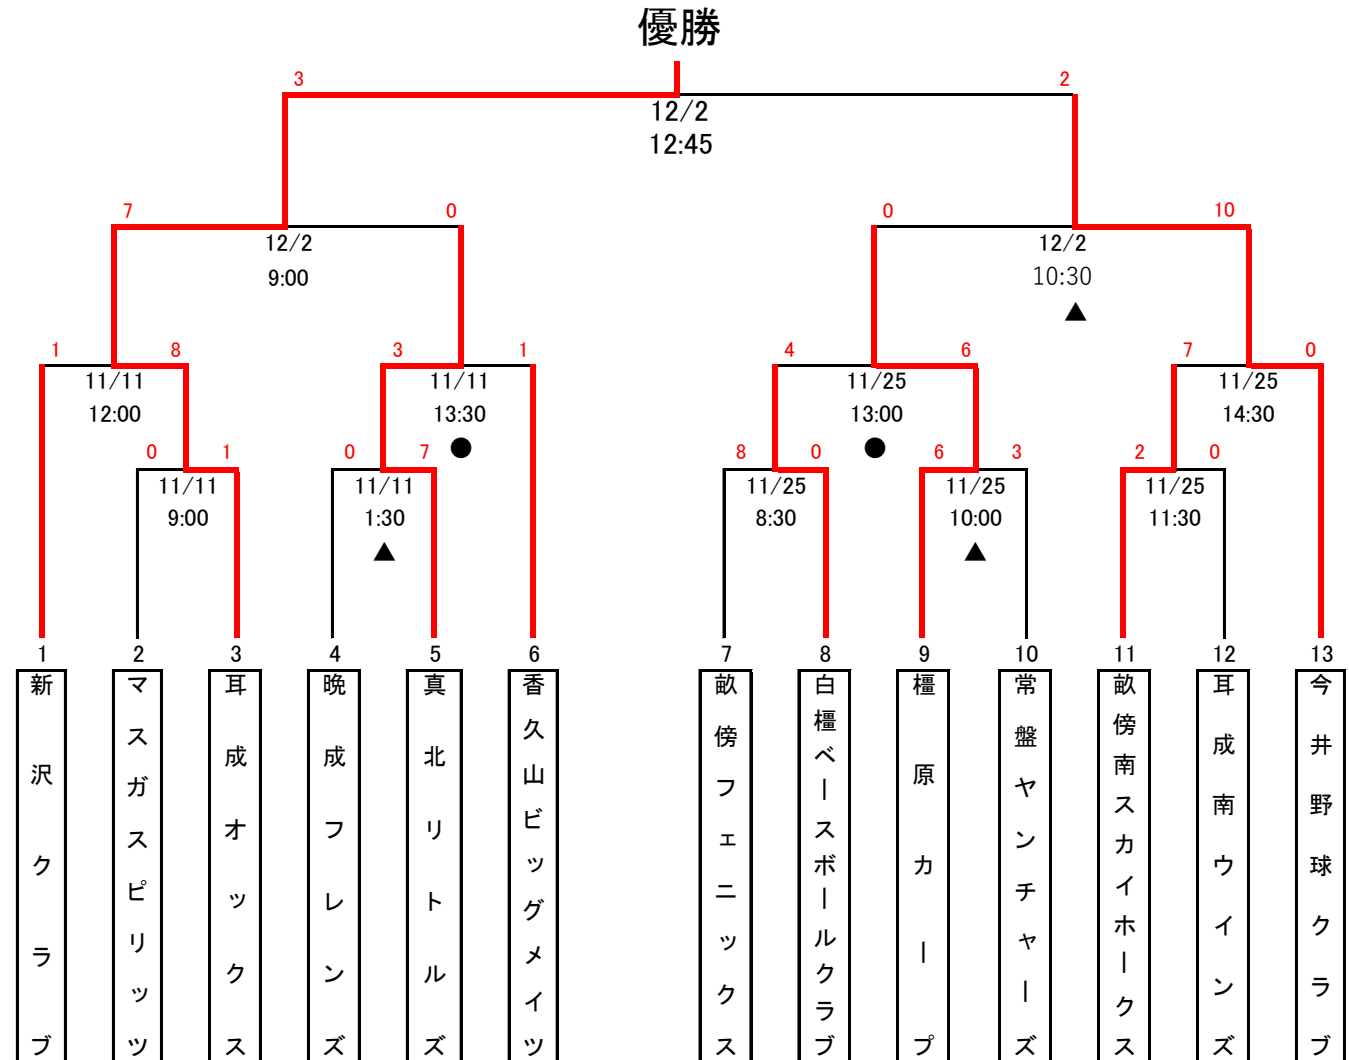 優勝
3 2
12/2
12:45
7 0 0 10
12/2 12/2
9:00 10:30
▲
1 8 3 1 4 6 7 0
11/11 11/11 11/25 11/25
12:00 13:30 13:00 14:30
● ●
0 1 0 7 8 0 6 3 2 0
11/11 11/11 11/25 11/25 11/25
9:00 1:30 8:30 10:00 11:30
▲ ▲
1 2 3 4 5 6 7 8 9 10 11 12 13
新沢クラブ
マスガスピリッツ
耳成オックス
晩成フレンズ
真北リトルズ
香久山ビッグメイツ
畝傍フェニックス
白橿ベースボールクラブ
橿原カープ
常盤ヤンチャーズ
畝傍南スカイホークス
耳成南ウインズ
今井野球クラブ